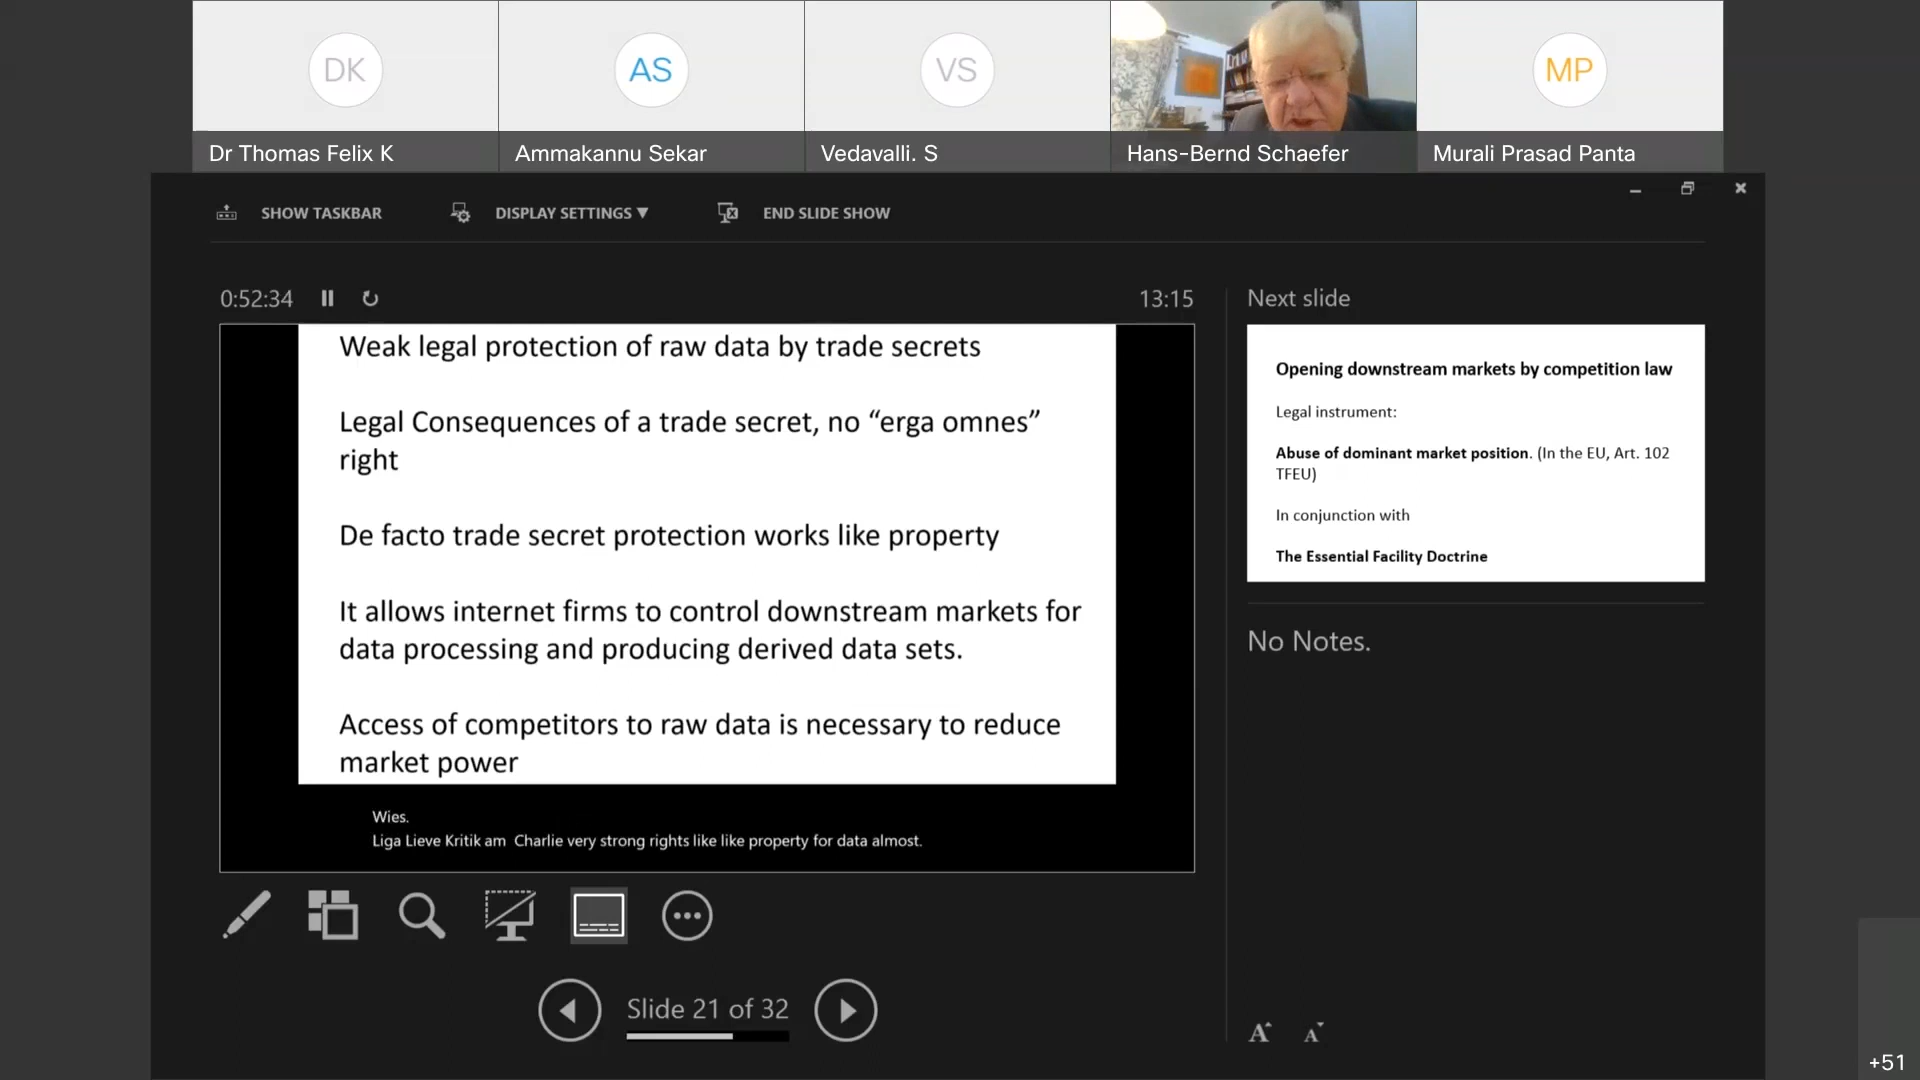 DK
AS
VS
MP
Dr Thomas Felix K
Ammakannu Sekar
Vedavalli. S
Hans-Bernd Schaefer
Murali Prasad Panta
SHOW TASKBAR
DISPLAY SETTINGS
END SLIDE SHOW
0:52:34
13:15
Weak legal protection of raw data by trade secrets
Legal Consequences of a trade secret, no “erga omnes”
right
De facto trade secret protection works like property
It allows internet firms to control downstream markets for
data processing and producing derived data sets.
Access of competitors to raw data is necessary to reduce
market power
Wies.
Liga Lieve Kritik am  Charlie very strong rights like like property for data almost.
Slide 21 of 32
Next slide
Opening downstream markets by competition law
Legal instrument:
Abuse of dominant market position. (In the EU, Art. 102
TFEU)
In conjunction with
The Essential Facility Doctrine
No Notes.
A A
+51